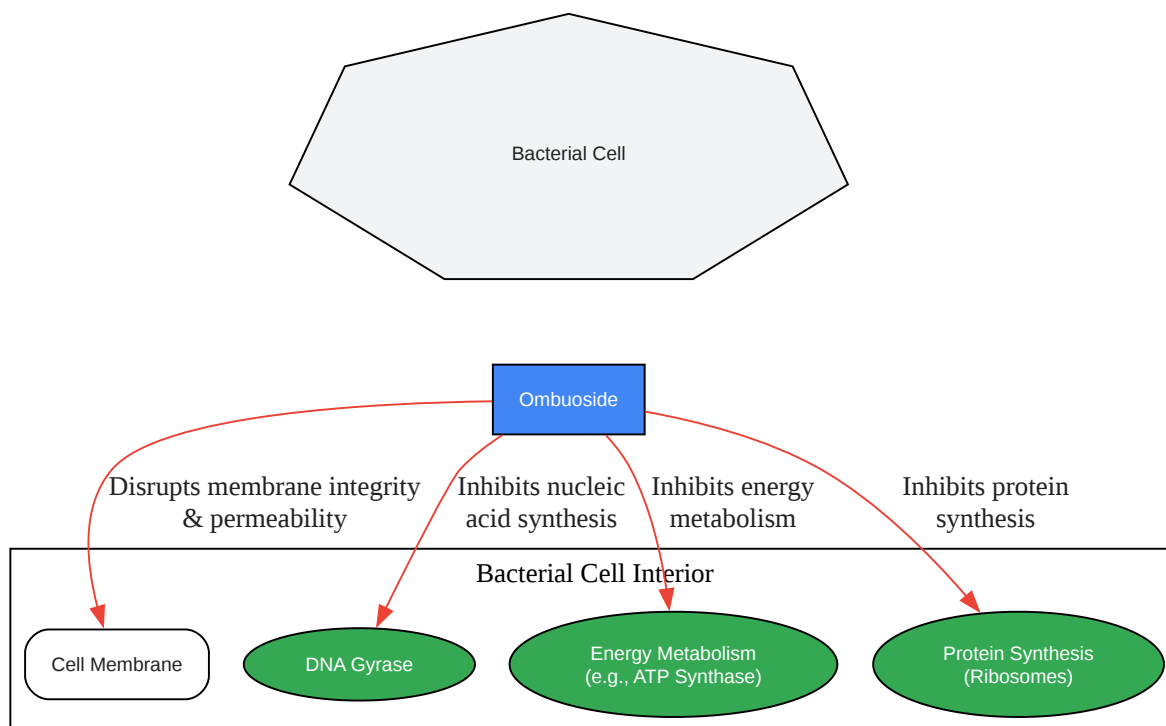 Bacterial Cell
Ombuoside
Disrupts membrane integrity
& permeability
Inhibits nucleic
acid synthesis
Inhibits energy
metabolism
Inhibits protein
synthesis
Bacterial Cell Interior
Cell Membrane
DNA Gyrase
Energy Metabolism
(e.g., ATP Synthase)
Protein Synthesis
(Ribosomes)